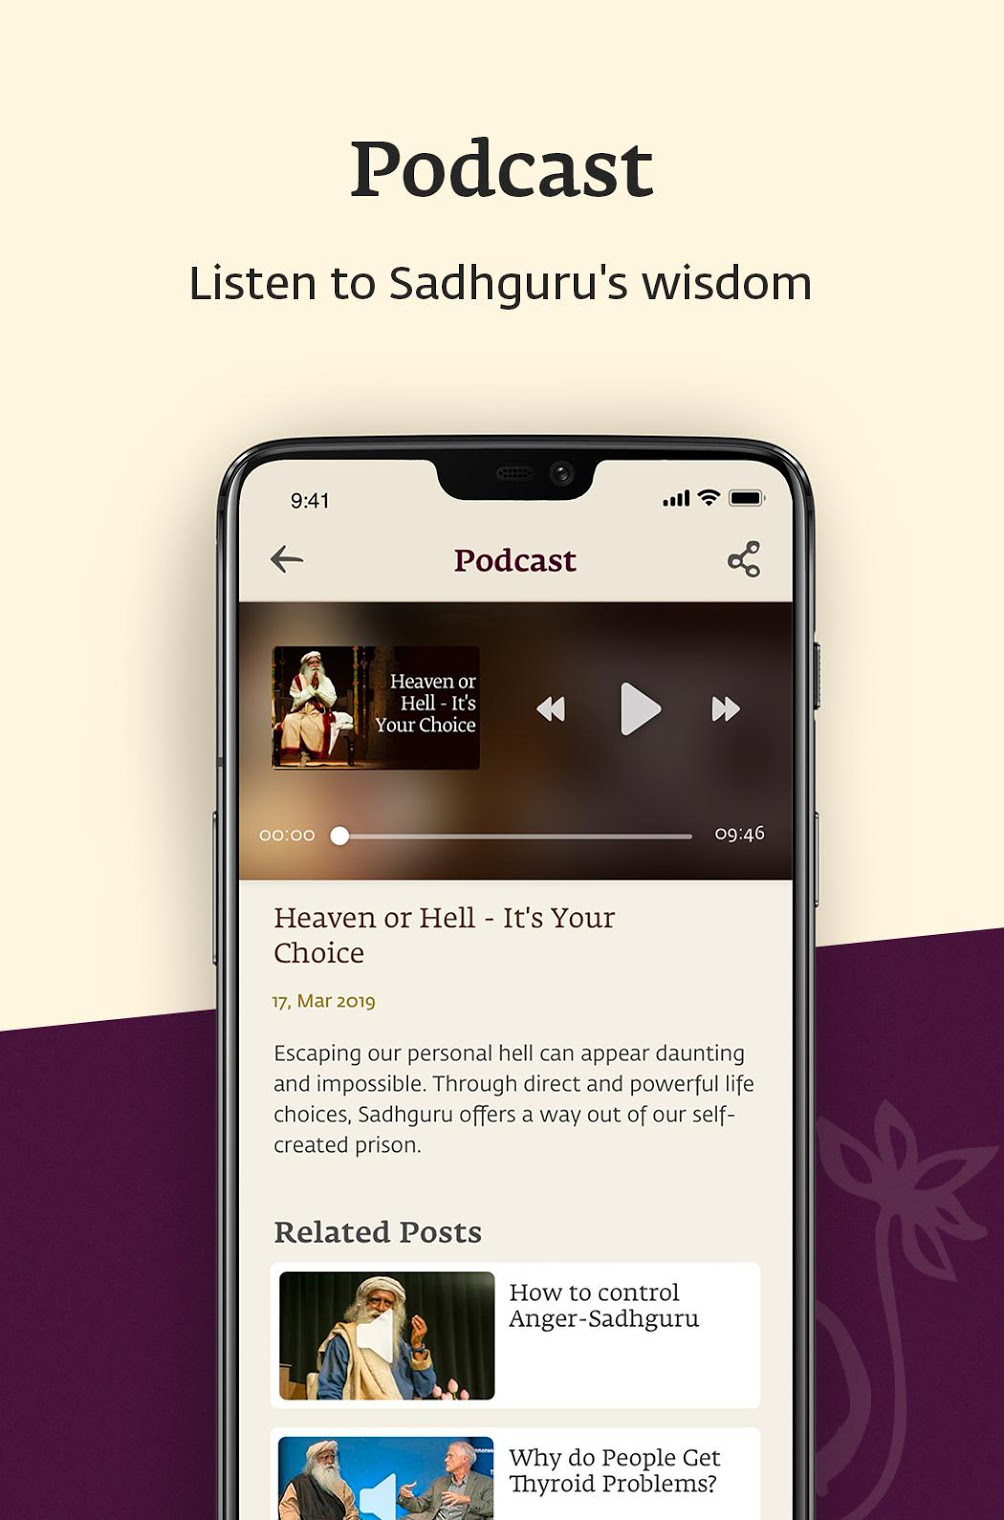 Podcast
Listen to Sadhguru's wisdom
9:41
Podcast
Heaven or
Hell - It's
Your Choice
00:00
09:46
Heaven or Hell - It's Your
Choice
17, Mar 2019
Escaping our personal hell can appear daunting
and impossible. Through direct and powerful life
choices, Sadhguru offers a way out of our self-
created prison.
Related Posts
How to control
Anger-Sadhguru
Why do People Get
Thyroid Problems?